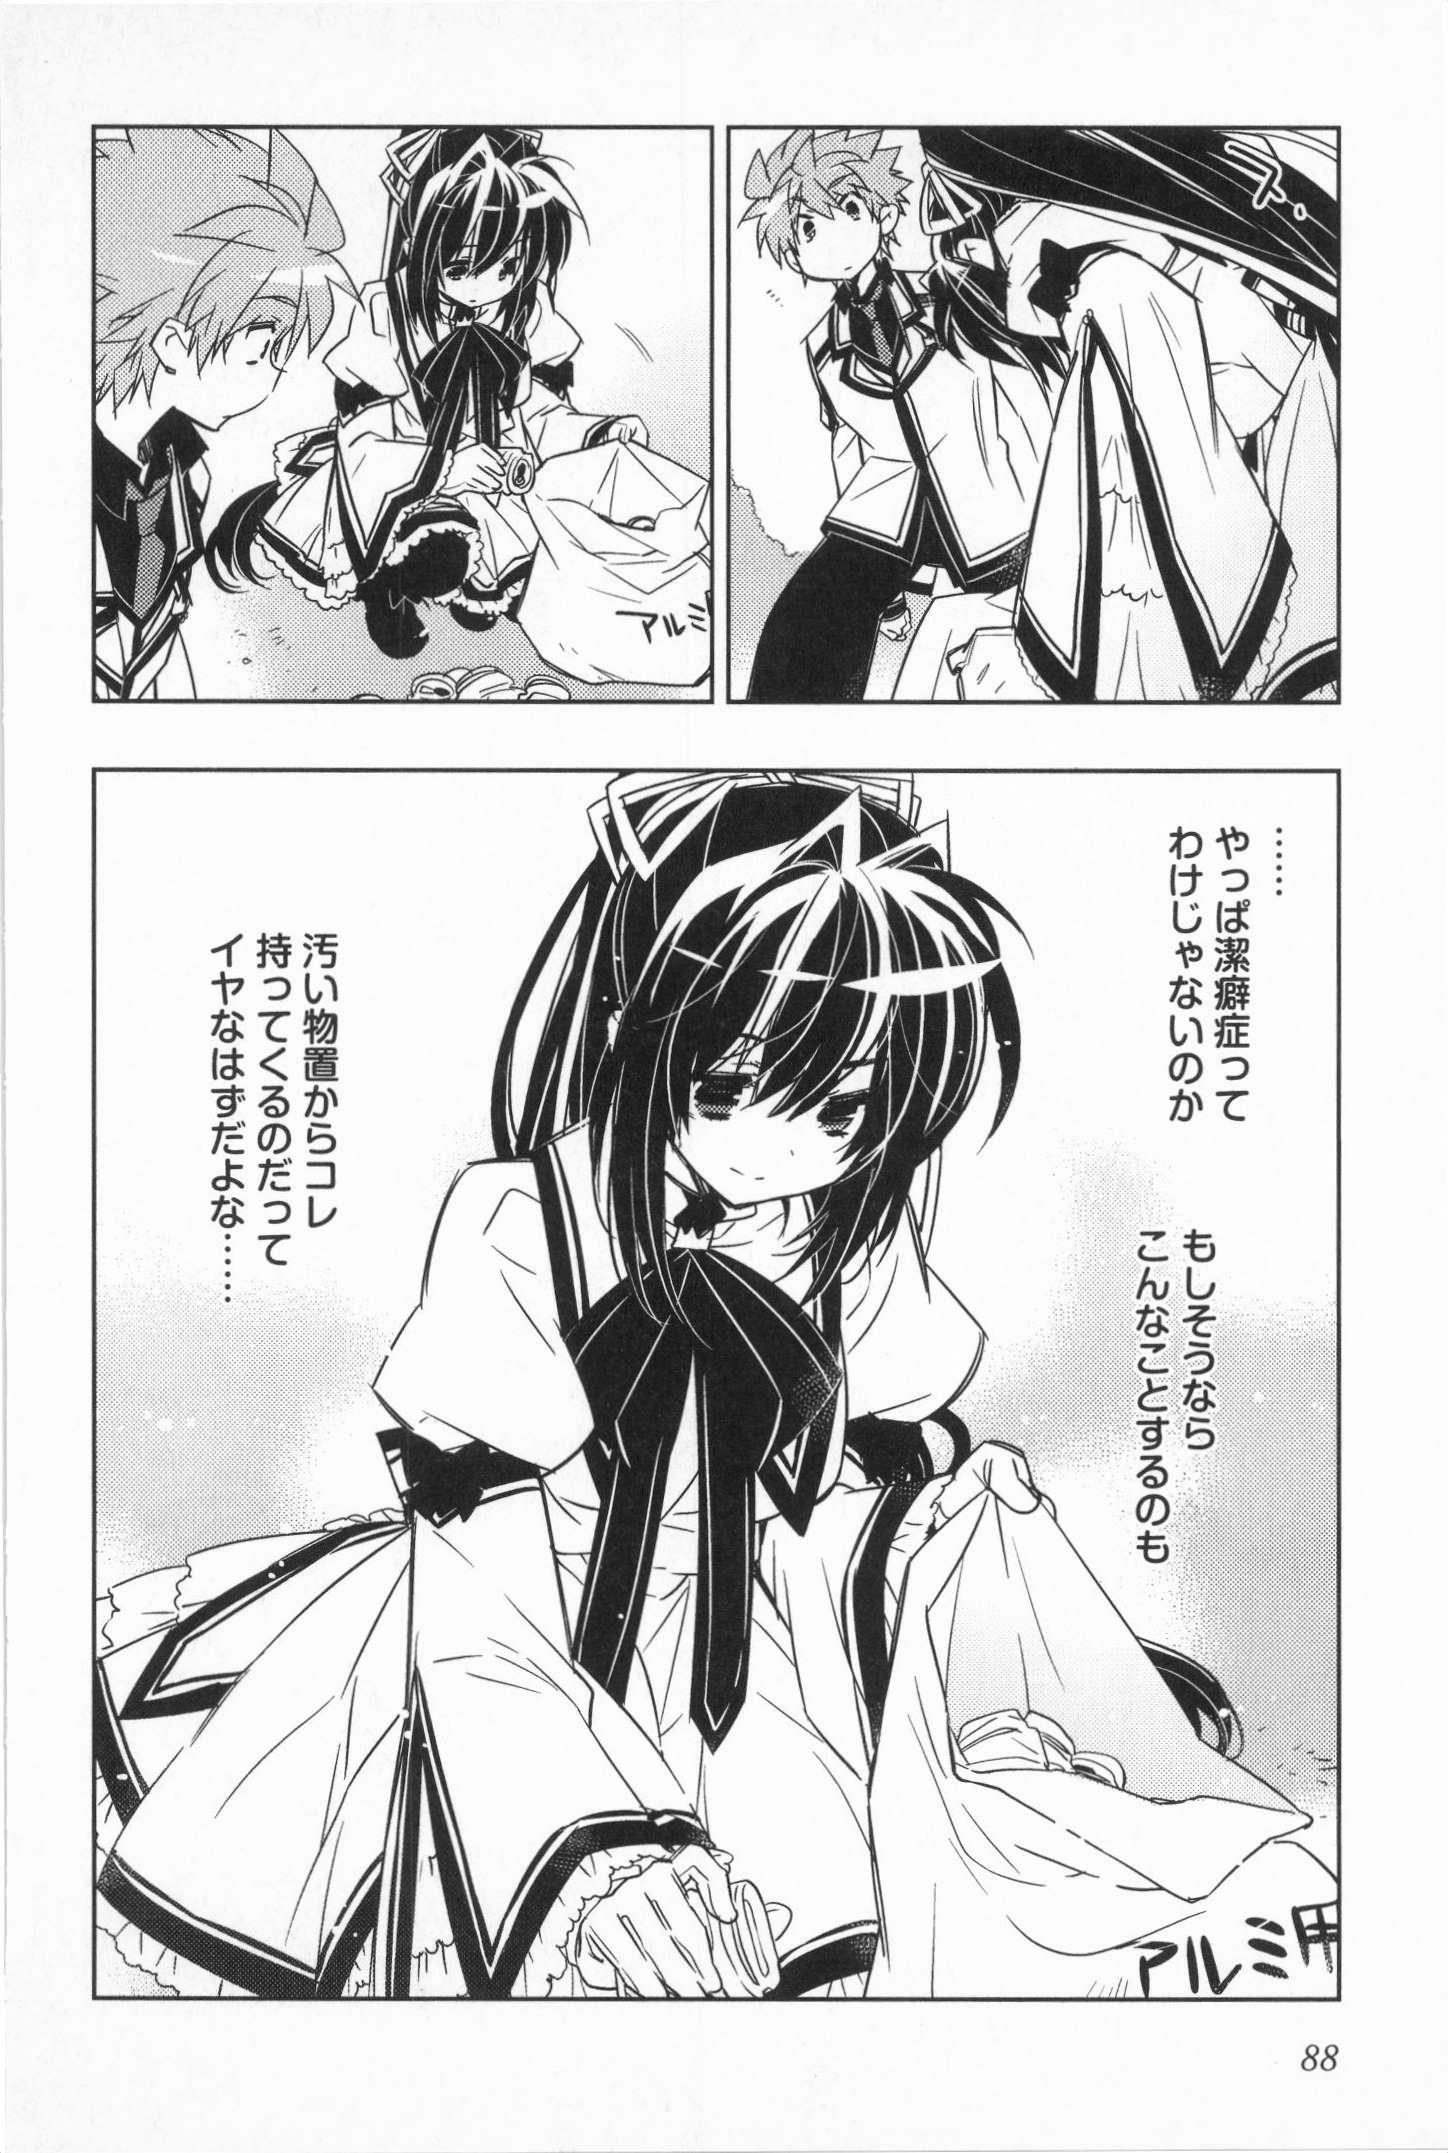 ス、
アルミ
……
やっぱ潔癖症って
わけじゃないのか
もしそうなら
こんなことするのも
汚い物置からコレ
持ってくるのだって
イヤなはずだよな……
アルミ用
88